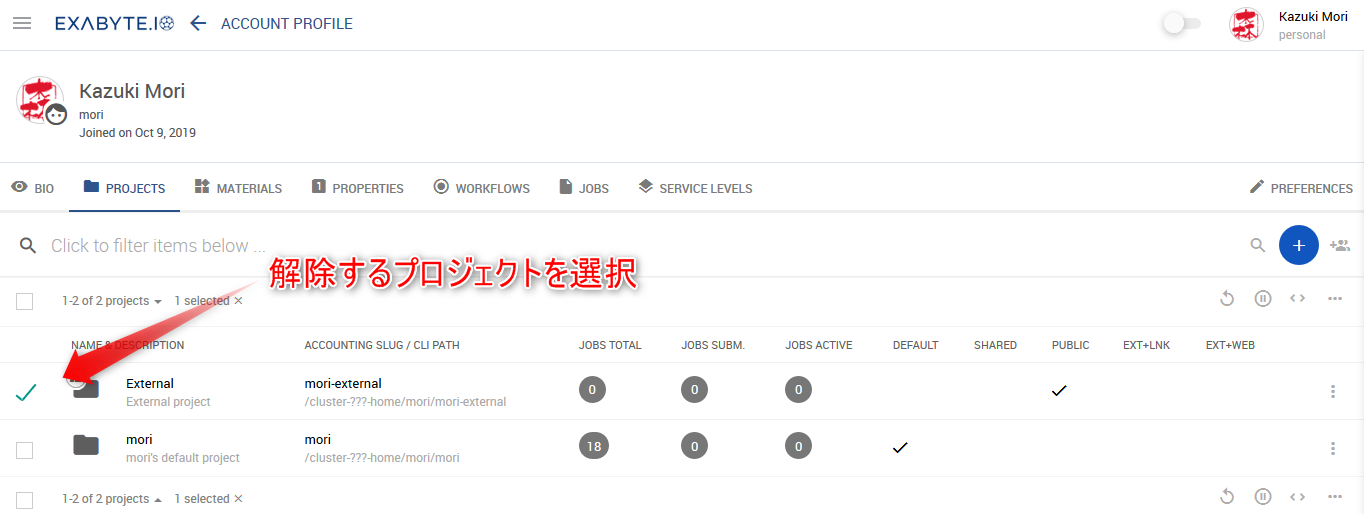 EXABYTE.IO ACCOUNT PROFILE
Kazuki Mori
personal
Kazuki Mori
mori
Joined on Oct 9, 2019
BIO PROJECTS MATERIALS 1 PROPERTIES WORKFLOWS JOBS SERVICE LEVELS PREFERENCES
Click to filter items below ...
+
解除するプロジェクトを選択
1-2 of 2 projects 1 selected ×
NAME & DESCRIPTION ACCOUNTING SLUG / CLI PATH JOBS TOTAL JOBS SUBM. JOBS ACTIVE DEFAULT SHARED PUBLIC EXT+LNK EXT+WEB
External mori-external 0 0 0
External project /cluster-???-home/mori/mori-external
mori mori 18 0 0
mori's default project /cluster-???-home/mori/mori
1-2 of 2 projects 1 selected ×